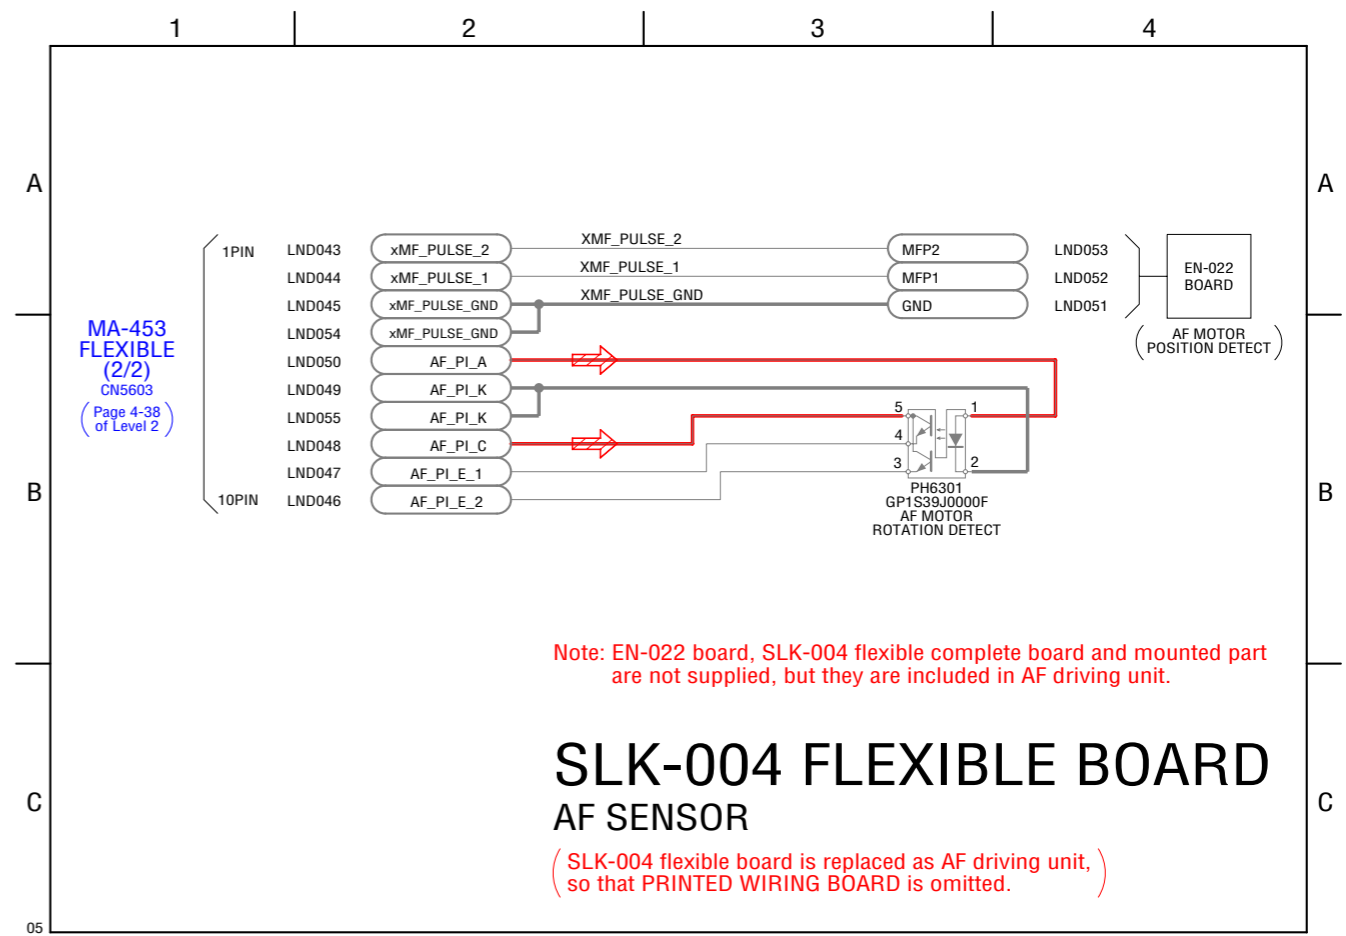 1 2 3 4
A A
B B
C C
1PIN
10PIN
MA-453
FLEXIBLE
(2/2)
CN5603
(Page 4-38
of Level 2)
LND043 xMF_PULSE_2 XMF_PULSE_2 MFP2 LND053
LND044 xMF_PULSE_1 XMF_PULSE_1 MFP1 LND052
LND045 xMF_PULSE_GND XMF_PULSE_GND GND LND051
LND054 xMF_PULSE_GND
LND050 AF_PI_A
LND049 AF_PI_K
LND055 AF_PI_K
LND048 AF_PI_C
LND047 AF_PI_E_1
LND046 AF_PI_E_2
EN-022
BOARD
(AF MOTOR
POSITION DETECT)
5 1
4
3 2
PH6301
GP1S39J0000F
AF MOTOR
ROTATION DETECT
Note: EN-022 board, SLK-004 flexible complete board and mounted part
are not supplied, but they are included in AF driving unit.
SLK-004 FLEXIBLE BOARD
AF SENSOR
(SLK-004 flexible board is replaced as AF driving unit,
so that PRINTED WIRING BOARD is omitted.)
05